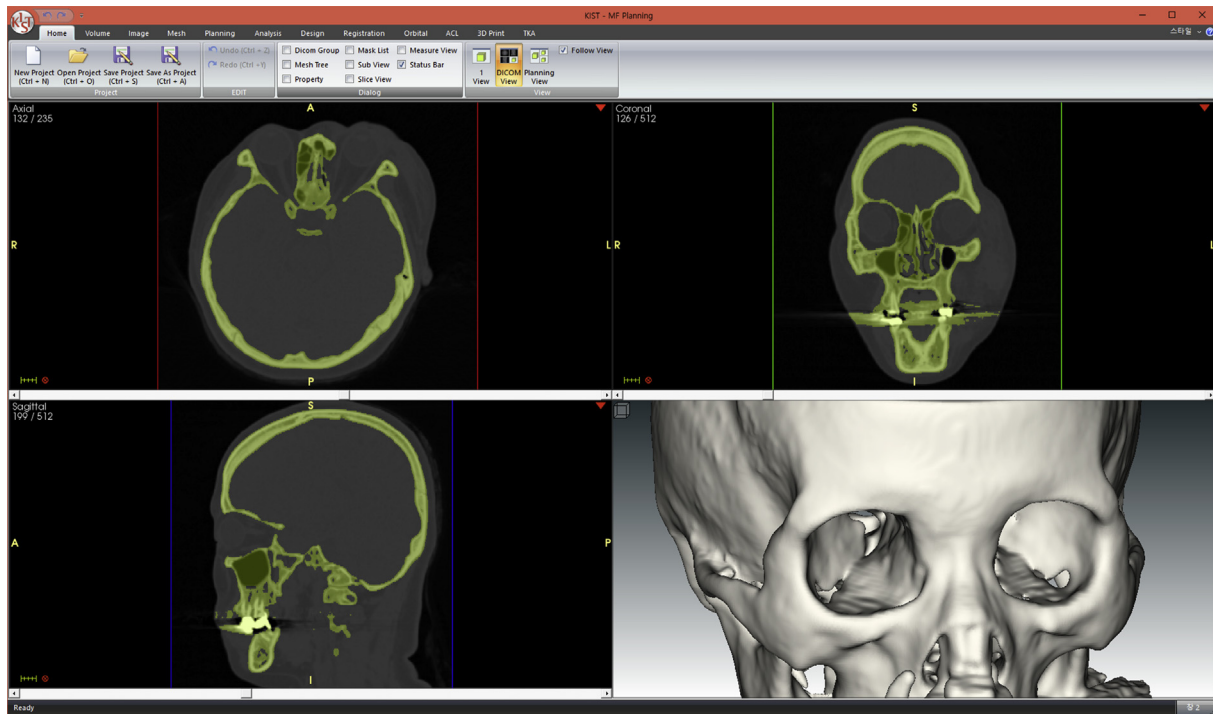 KIST - MF Planning
KIST
Home Volume Image Mesh Planning Analysis Design Registration Orbital ACL 3D Print TKA
스타일
New Project (Ctrl + N)
Open Project (Ctrl + O)
Save Project (Ctrl + S)
Save As Project (Ctrl + A)
Project
Undo (Ctrl + Z)
Redo (Ctrl + Y)
EDIT
Dicom Group Mask List Measure View
Mesh Tree Sub View Status Bar
Property Slice View
Dialog
1 View
DICOM View
Planning View
Follow View
View
Axial
132 / 235
A
R
L
P
Coronal
126 / 512
S
R
L
I
Sagittal
199 / 512
S
A
P
I
Ready
창 2